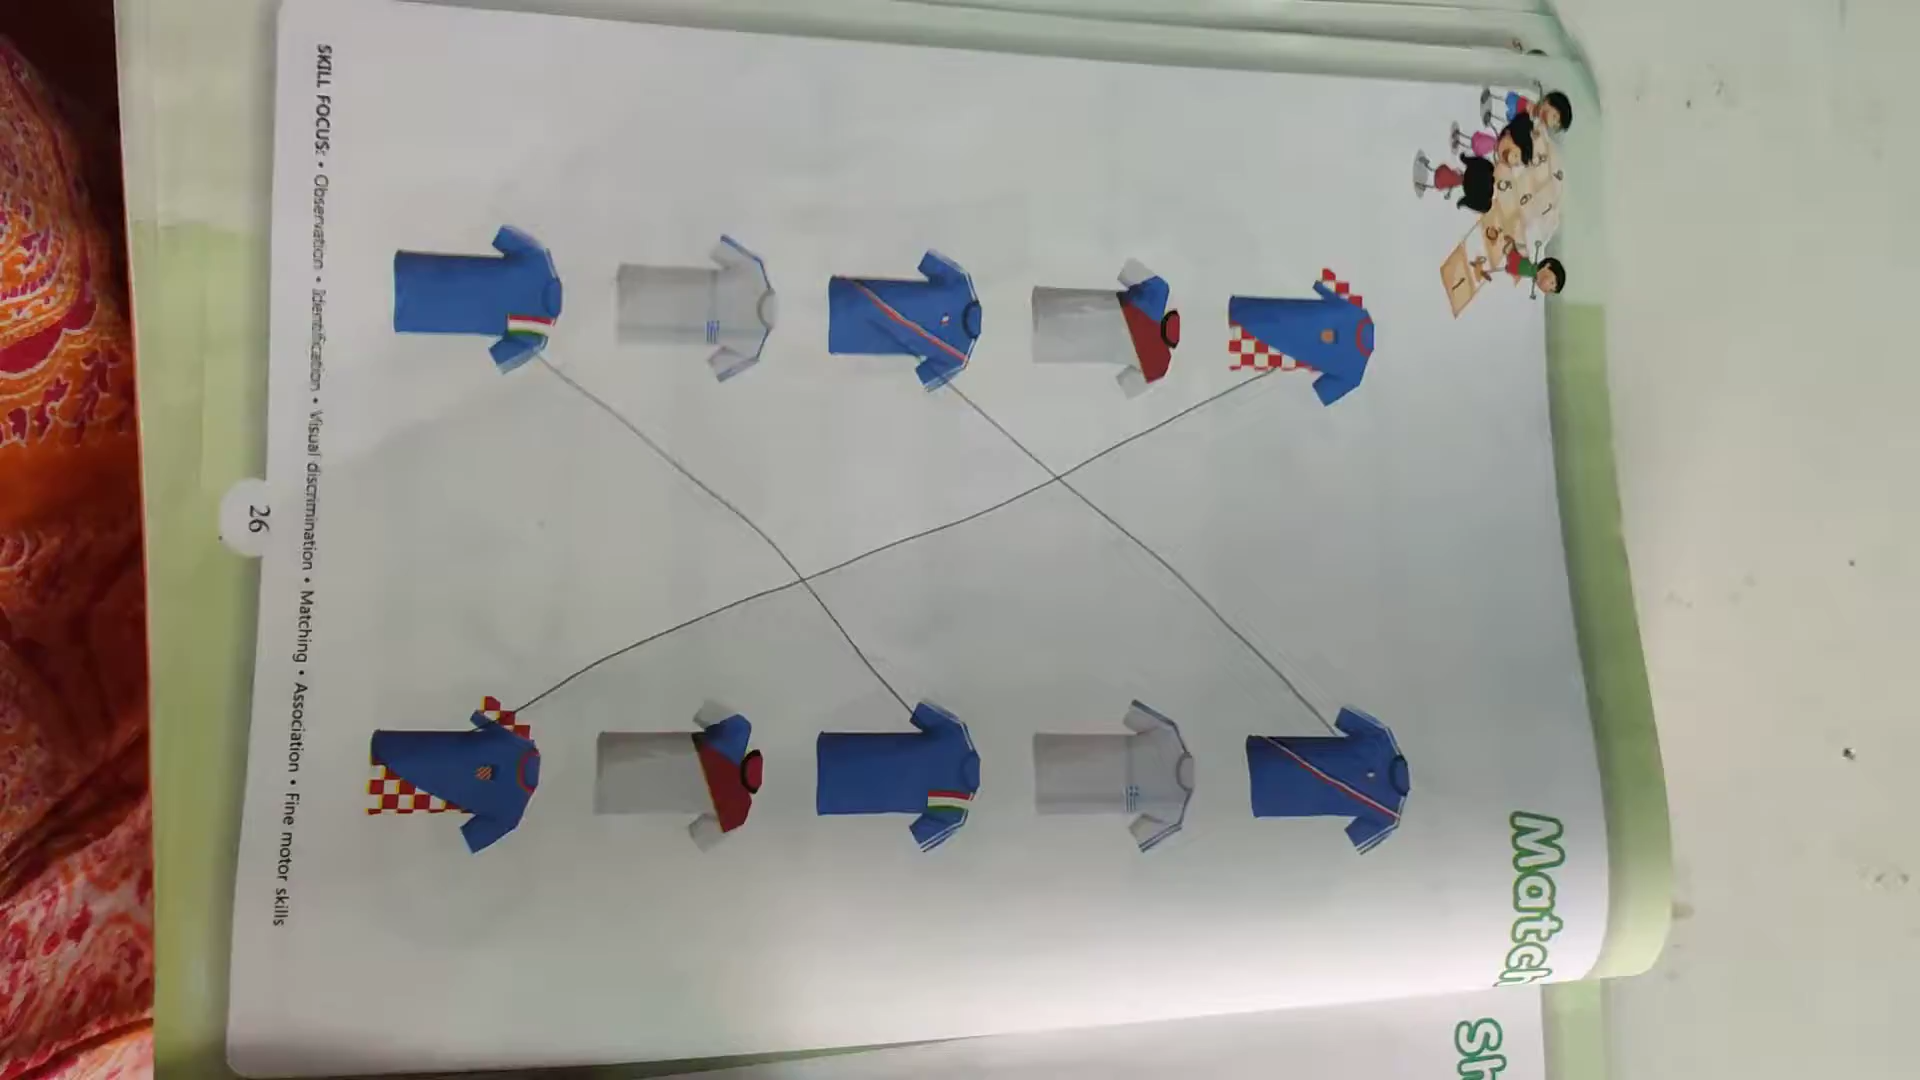 Match
SKILL FOCUS: • Observation • Identification • Visual discrimination • Matching • Association • Fine motor skills
26
Sh